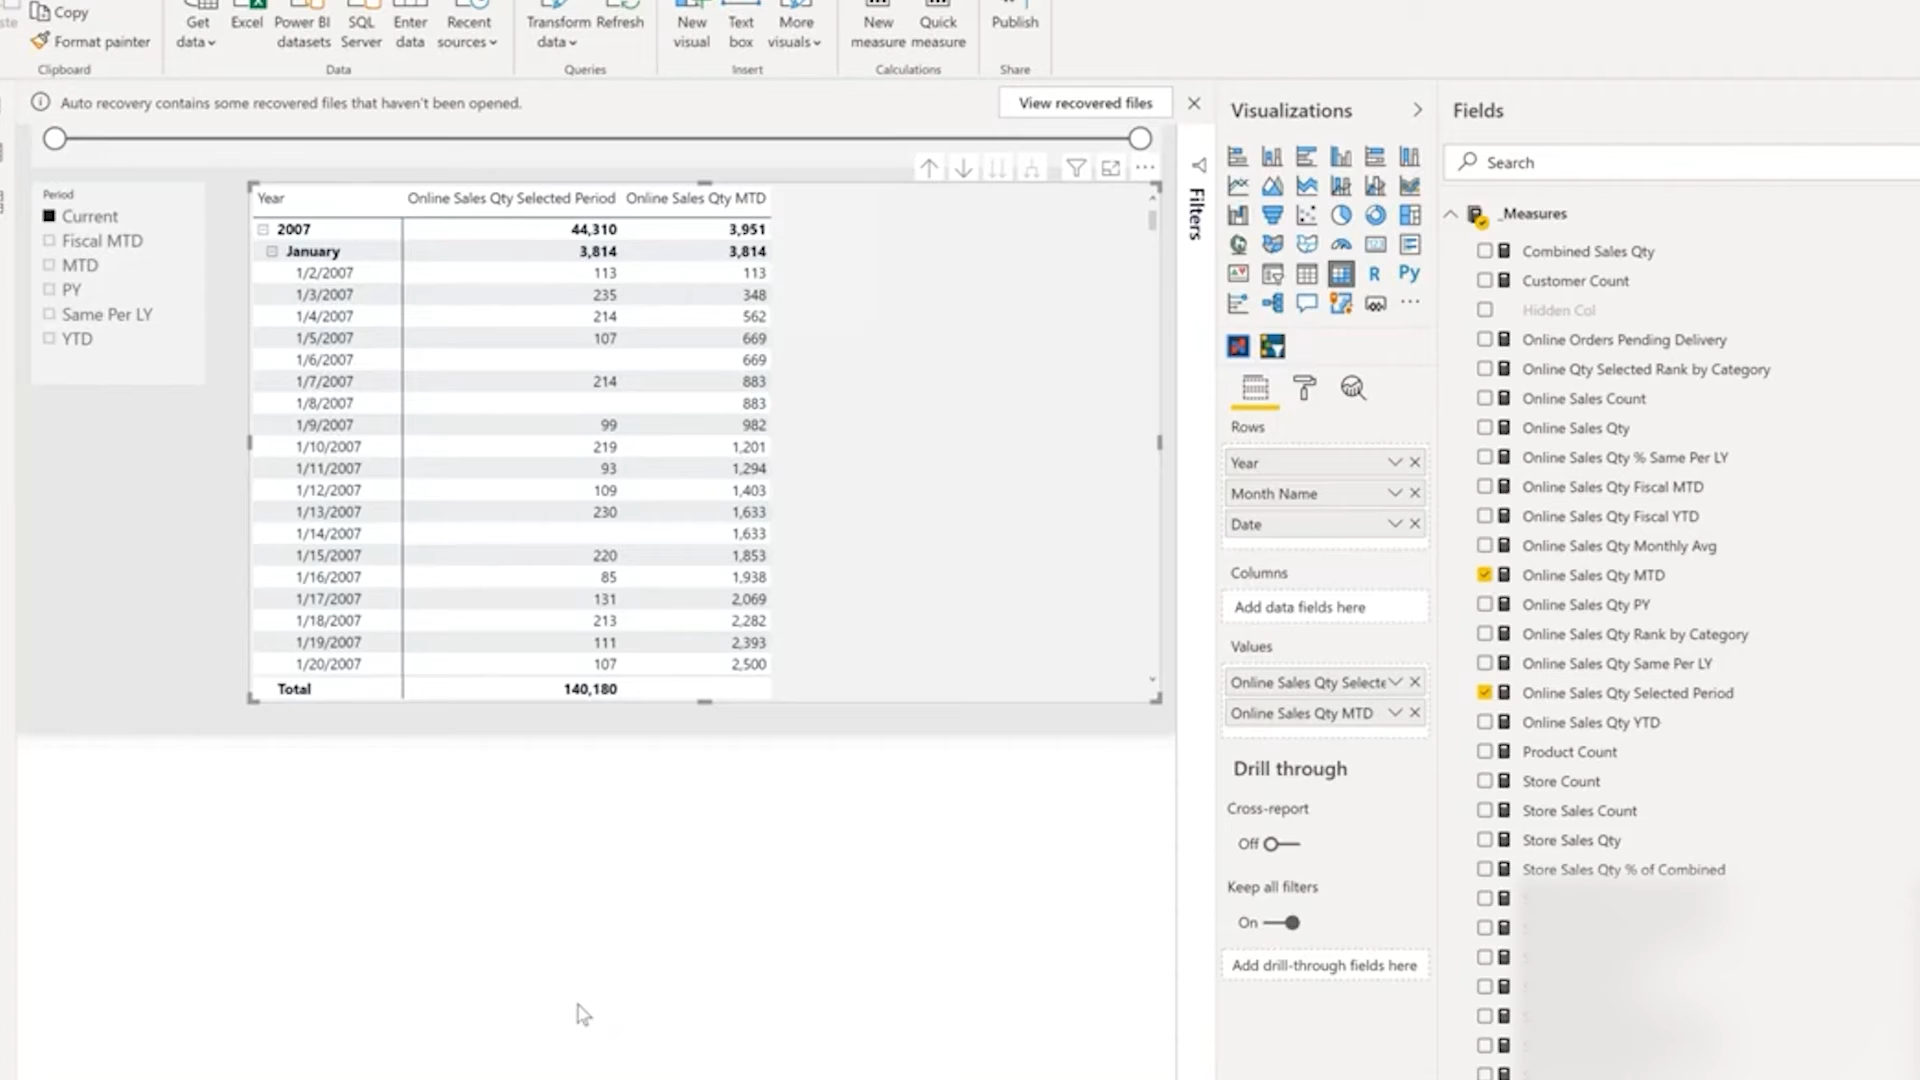 Copy
Format painter
Clipboard
Get data
Excel
Power BI datasets
SQL Server
Enter data
Recent sources
Data
Transform data
Refresh
Queries
New visual
Text box
More visuals
Insert
New measure
Quick measure
Calculations
Publish
Share
Auto recovery contains some recovered files that haven't been opened.
View recovered files
Period
Current
Fiscal MTD
MTD
PY
Same Per LY
YTD
Year Online Sales Qty Selected Period Online Sales Qty MTD
2007 44,310 3,951
January 3,814 3,814
1/2/2007 113 113
1/3/2007 235 348
1/4/2007 214 562
1/5/2007 107 669
1/6/2007 669
1/7/2007 214 883
1/8/2007 883
1/9/2007 99 982
1/10/2007 219 1,201
1/11/2007 93 1,294
1/12/2007 109 1,403
1/13/2007 230 1,633
1/14/2007 1,633
1/15/2007 220 1,853
1/16/2007 85 1,938
1/17/2007 131 2,069
1/18/2007 213 2,282
1/19/2007 111 2,393
1/20/2007 107 2,500
Total 140,180
Filters
Visualizations
R
Py
Rows
Year
Month Name
Date
Columns
Add data fields here
Values
Online Sales Qty Selecte
Online Sales Qty MTD
Drill through
Cross-report
Off
Keep all filters
On
Add drill-through fields here
Fields
Search
_Measures
Combined Sales Qty
Customer Count
Hidden Col
Online Orders Pending Delivery
Online Qty Selected Rank by Category
Online Sales Count
Online Sales Qty
Online Sales Qty % Same Per LY
Online Sales Qty Fiscal MTD
Online Sales Qty Fiscal YTD
Online Sales Qty Monthly Avg
Online Sales Qty MTD
Online Sales Qty PY
Online Sales Qty Rank by Category
Online Sales Qty Same Per LY
Online Sales Qty Selected Period
Online Sales Qty YTD
Product Count
Store Count
Store Sales Count
Store Sales Qty
Store Sales Qty % of Combined